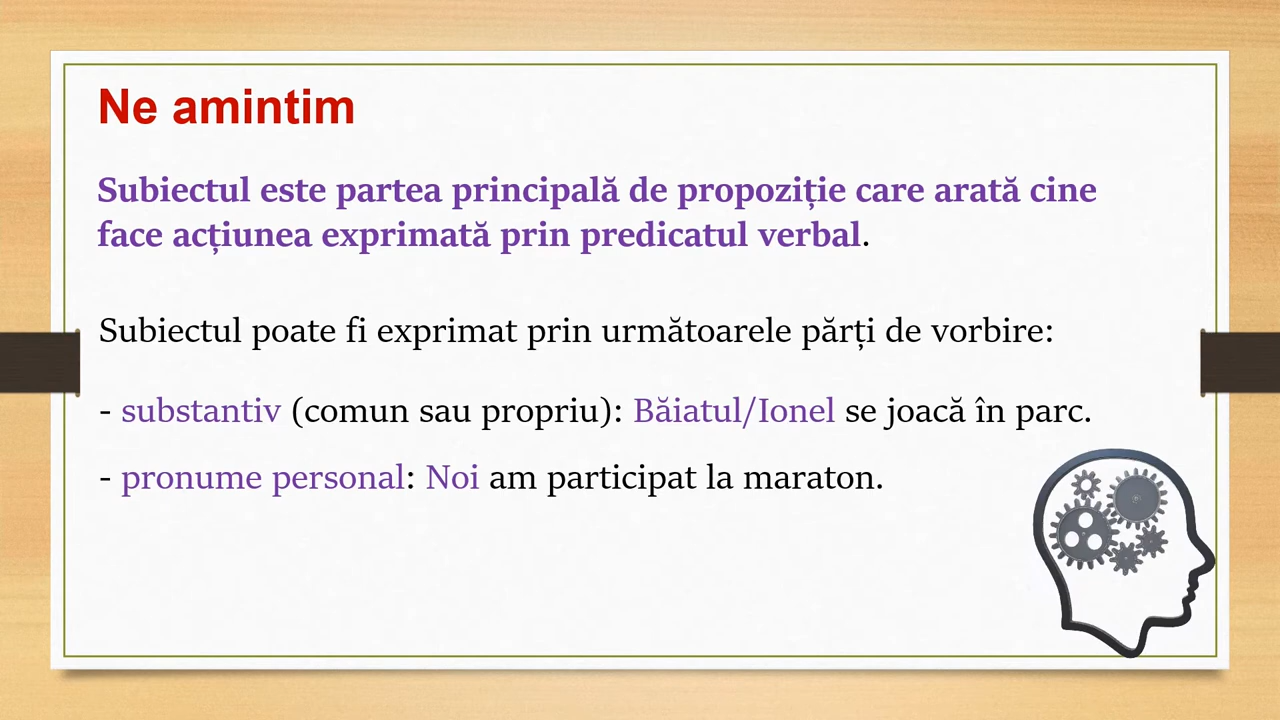 Ne amintim
Subiectul este partea principală de propoziție care arată cine
face acțiunea exprimată prin predicatul verbal.
Subiectul poate fi exprimat prin următoarele părți de vorbire:
- substantiv (comun sau propriu): Băiatul/Ionel se joacă în parc.
- pronume personal: Noi am participat la maraton.